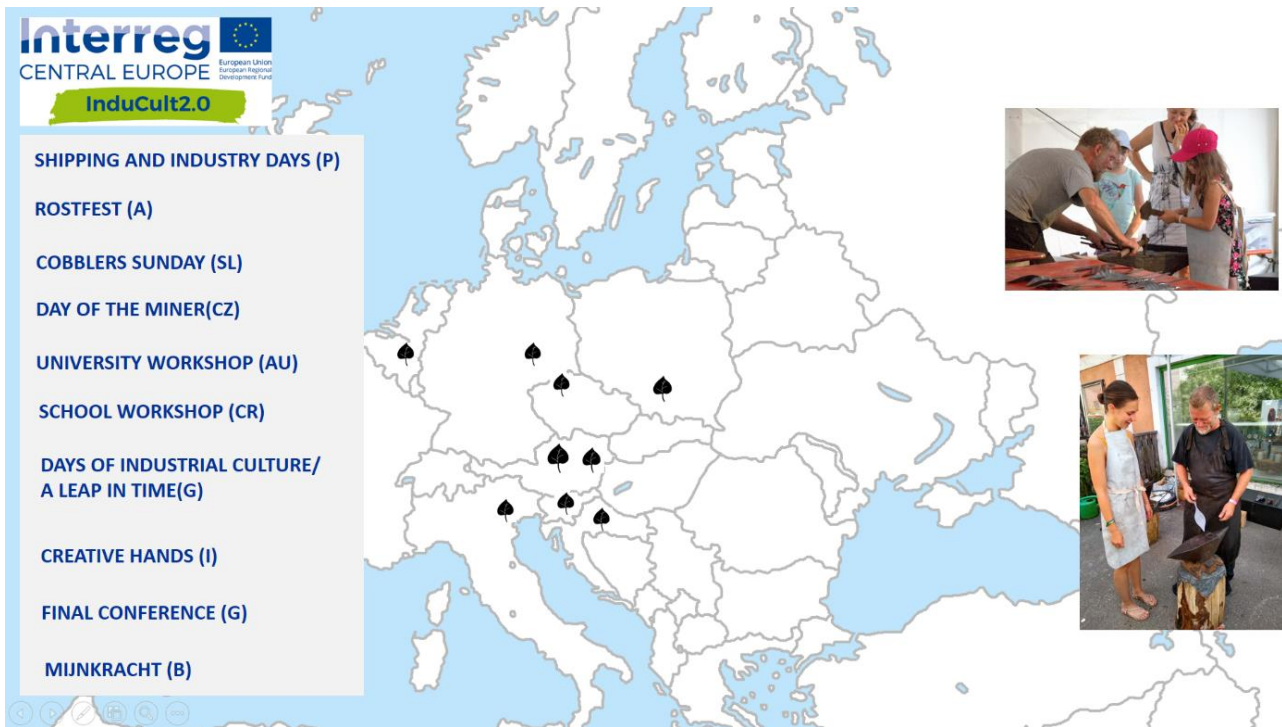 Interreg
CENTRAL EUROPE
European Union
European Regional
Development Fund
InduCult2.0
SHIPPING AND INDUSTRY DAYS (P)
ROSTFEST (A)
COBBLERS SUNDAY (SL)
DAY OF THE MINER(CZ)
UNIVERSITY WORKSHOP (AU)
SCHOOL WORKSHOP (CR)
DAYS OF INDUSTRIAL CULTURE/
A LEAP IN TIME(G)
CREATIVE HANDS (I)
FINAL CONFERENCE (G)
MIJNKRACHT (B)